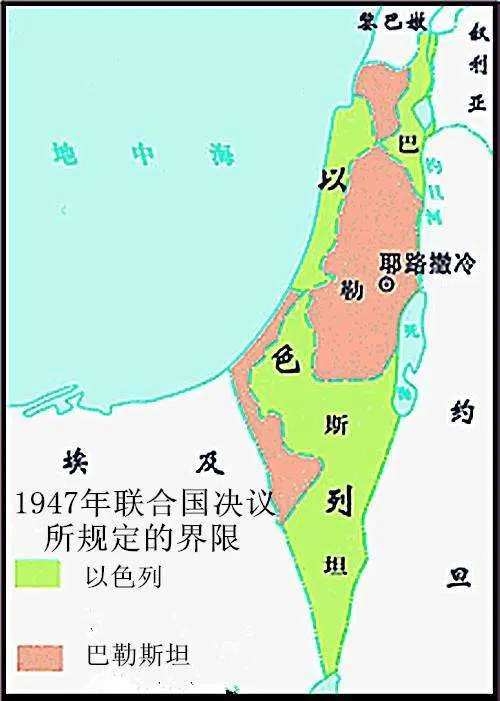 黎巴嫩
叙利亚
地中海
巴
以
约旦河
耶路撒冷
勒
死海
色
斯
约旦
埃及
列
坦
1947年联合国决议
所规定的界限
以色列
巴勒斯坦